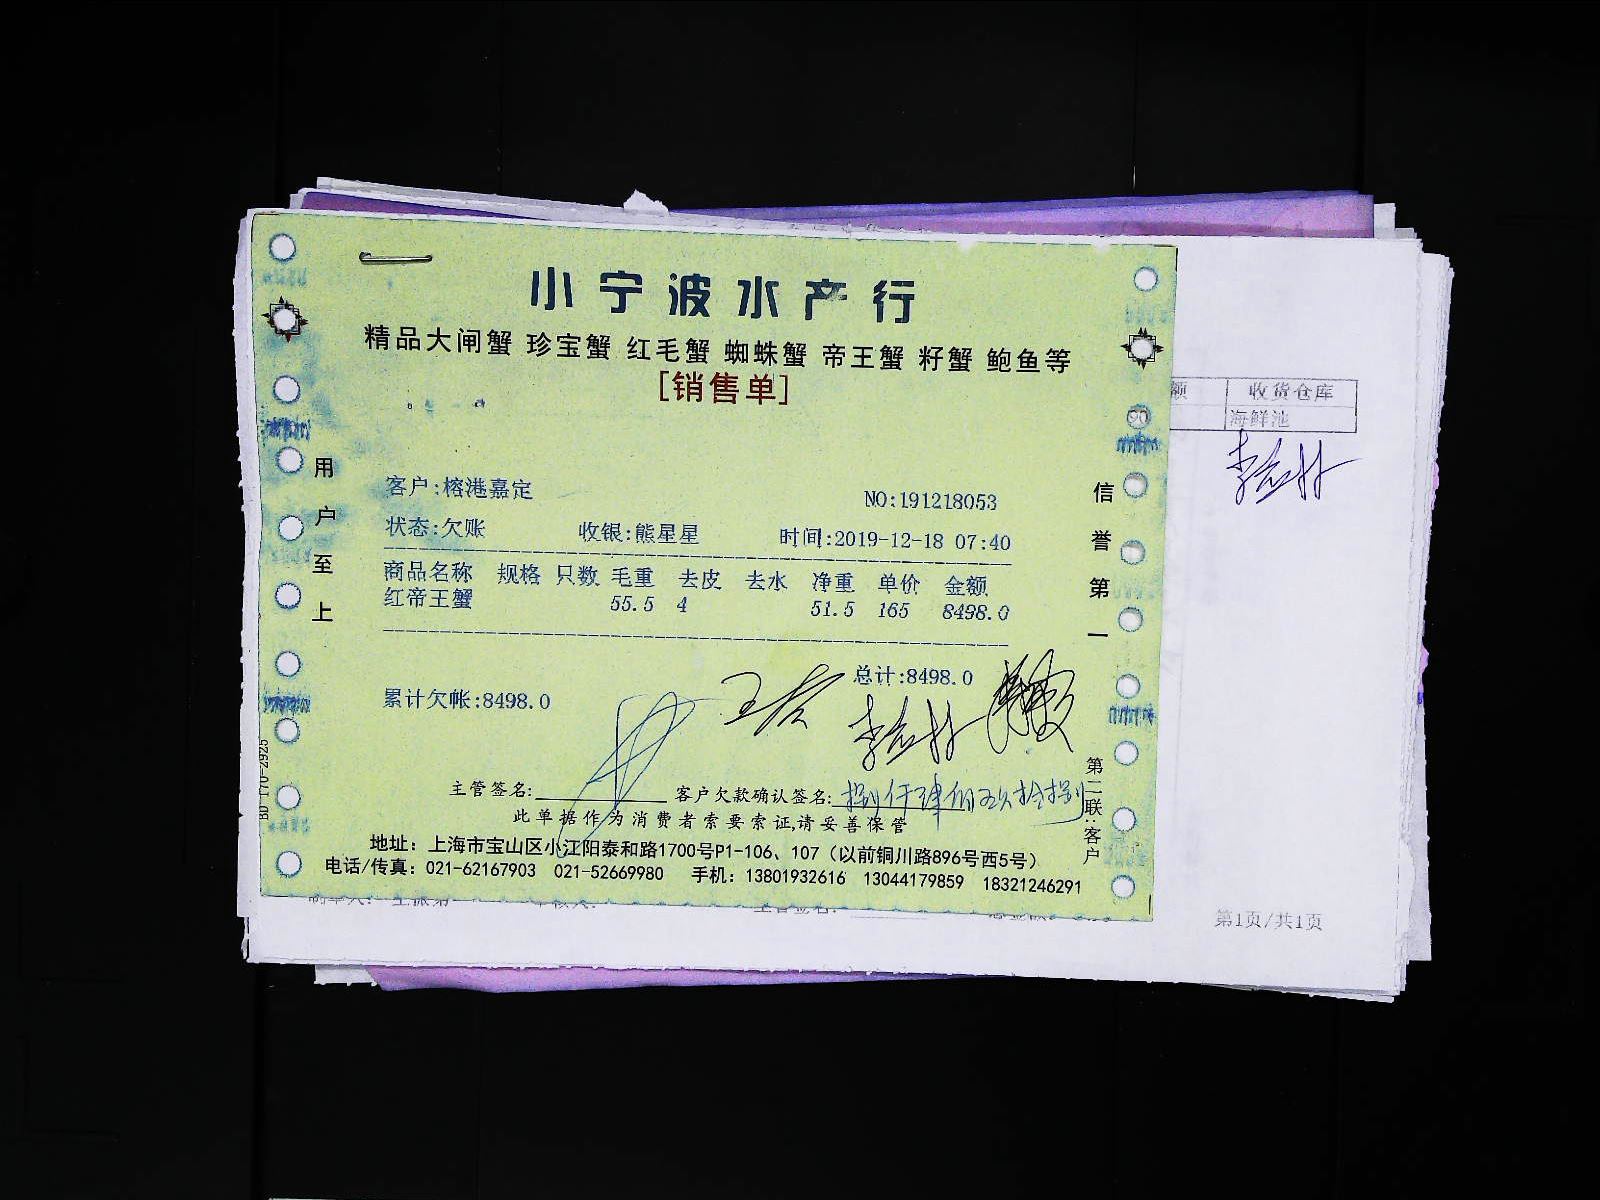 小宁波水产行
精品大闸蟹 珍宝蟹 红毛蟹 蜘蛛蟹 帝王蟹 籽蟹 鲍鱼等
[销售单]
额 收货仓库
海鲜池
客户:榕港嘉定 NO:191218053
状态:欠账 收银:熊星星 时间:2019-12-18 07:40
商品名称 规格 只数 毛重 去皮 去水 净重 单价 金额
红帝王蟹 55.5 4 51.5 165 8498.0
总计:8498.0
累计欠帐:8498.0
主管签名: 客户欠款确认签名:捌仟肆佰玖拾捌
此单据作为消费者索要索证,请妥善保管
地址：上海市宝山区小江阳泰和路1700号P1-106、107（以前铜川路896号西5号）
电话/传真：021-62167903 021-52669980 手机：13801932616 13044179859 18321246291
用户至上
信誉第一
第二联:客户
第1页/共1页